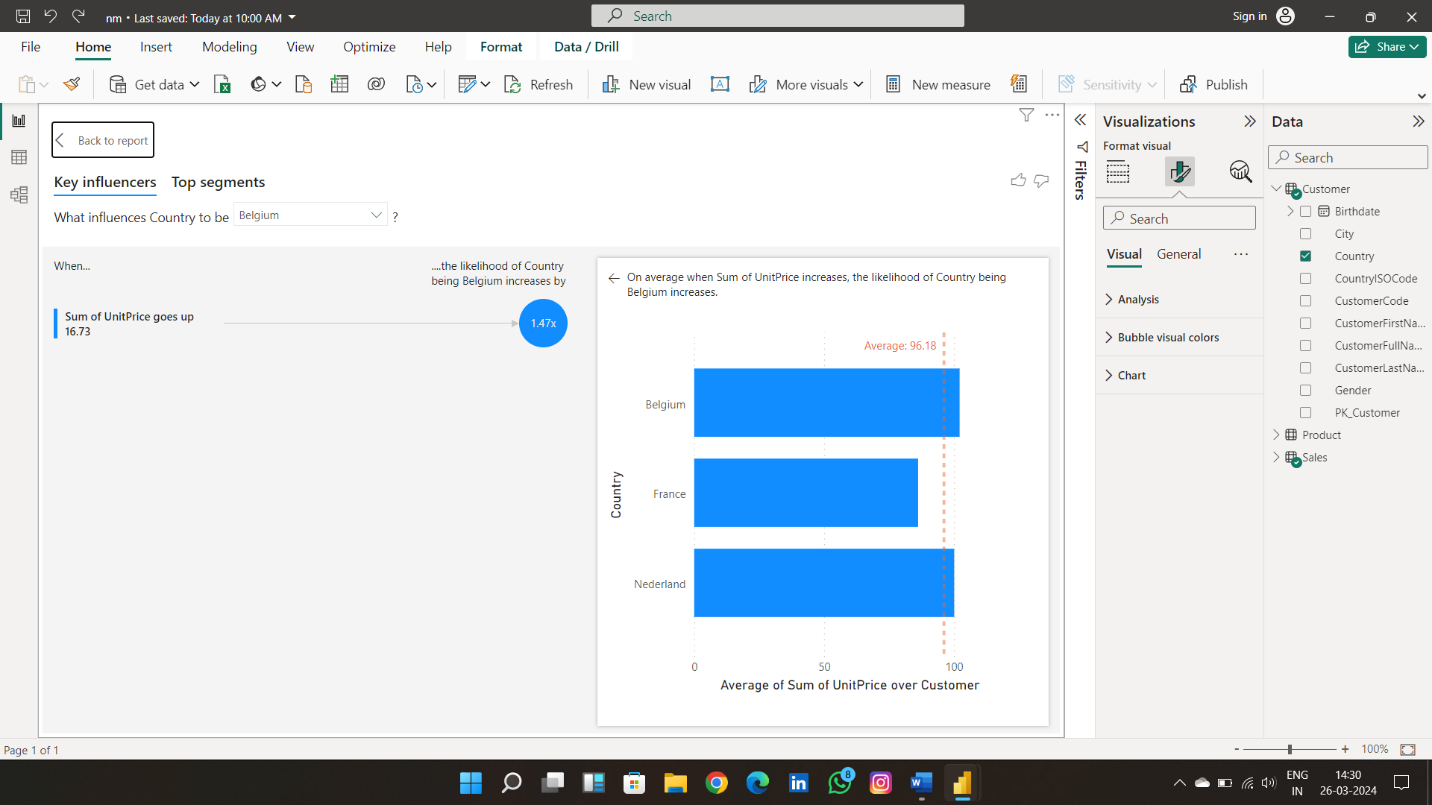 nm • Last saved: Today at 10:00 AM
Search
Sign in
File
Home
Insert
Modeling
View
Optimize
Help
Format
Data / Drill
Share
Get data
Refresh
New visual
More visuals
New measure
Sensitivity
Publish
Back to report
Key influencers
Top segments
What influences Country to be
Belgium
?
When...
....the likelihood of Country
being Belgium increases by
Sum of UnitPrice goes up
16.73
1.47x
On average when Sum of UnitPrice increases, the likelihood of Country being
Belgium increases.
Average: 96.18
Belgium
France
Nederland
Country
0
50
100
Average of Sum of UnitPrice over Customer
Filters
Visualizations
Format visual
Search
Visual
General
Analysis
Bubble visual colors
Chart
Data
Search
Customer
Birthdate
City
Country
CountryISOCode
CustomerCode
CustomerFirstNa...
CustomerFullNa...
CustomerLastNa...
Gender
PK_Customer
Product
Sales
Page 1 of 1
- + 100%
8
ENG
IN
14:30
26-03-2024